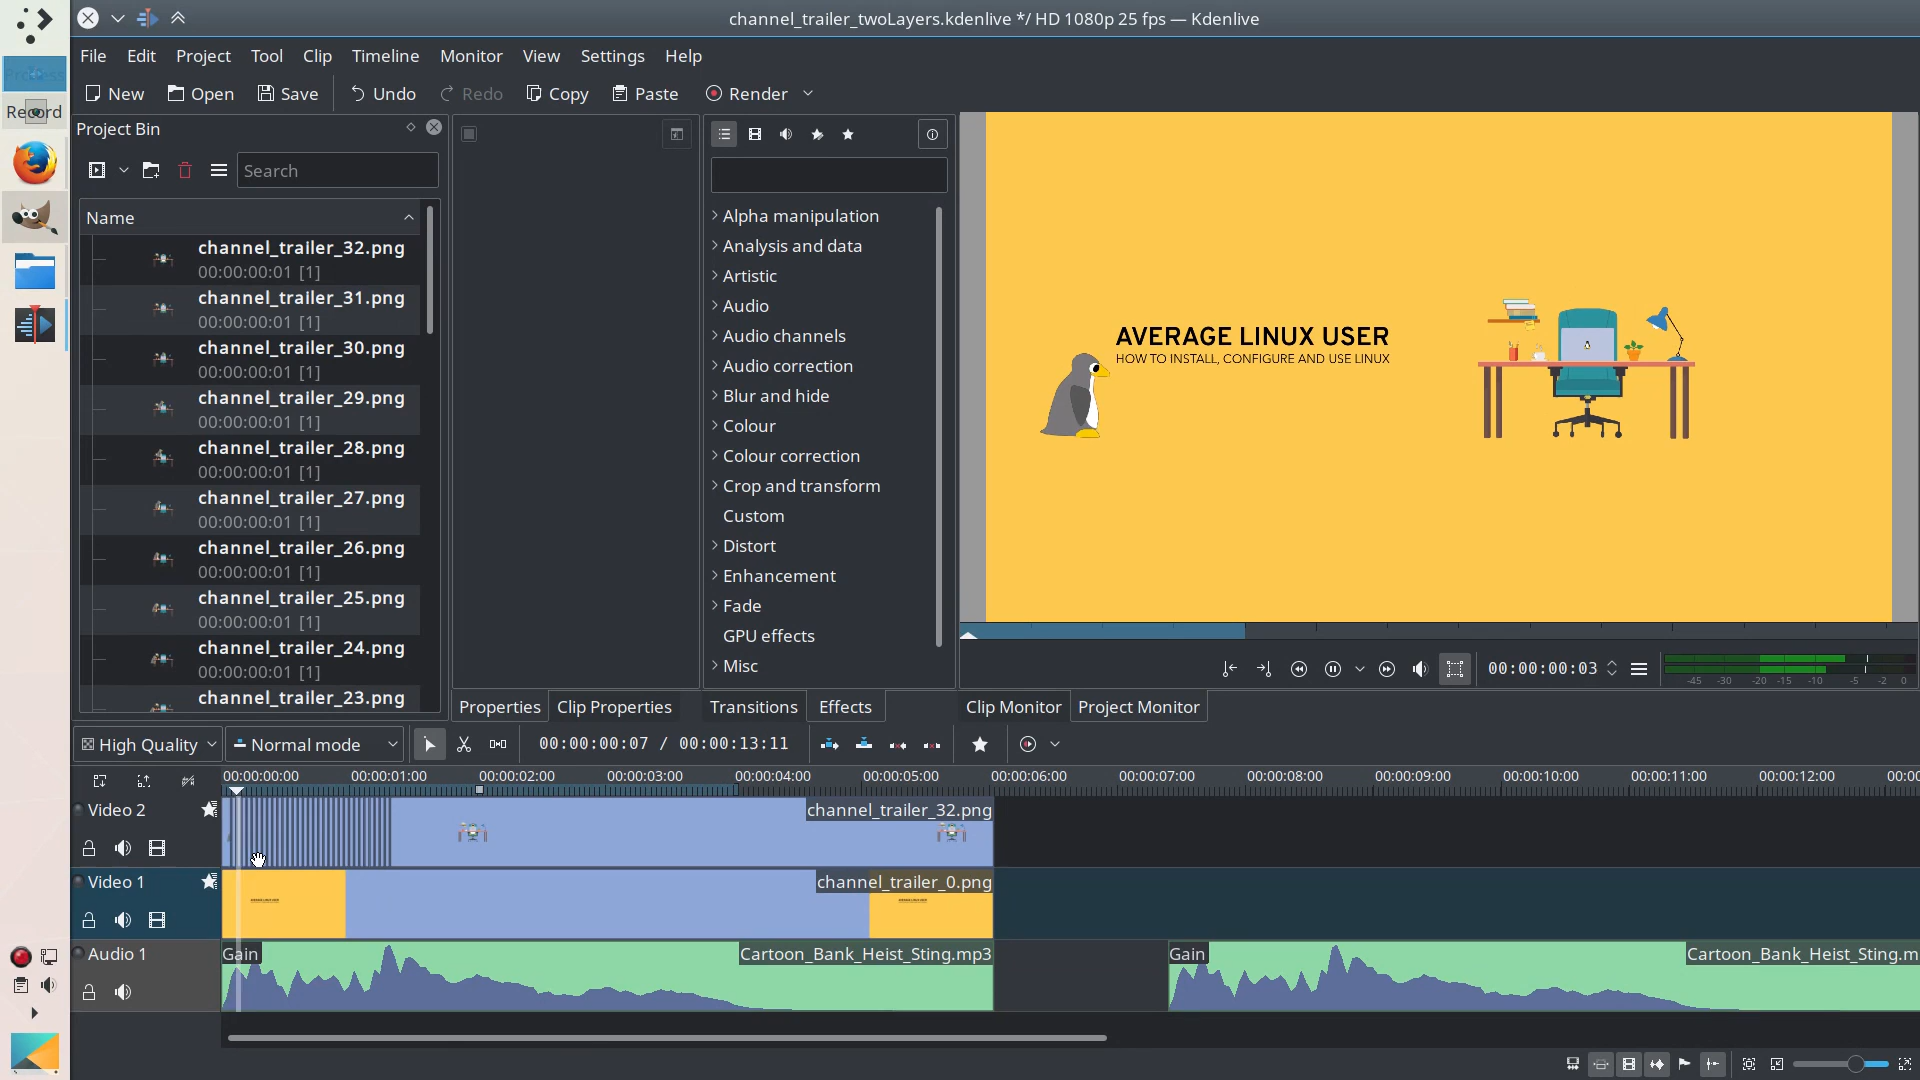 channel_trailer_twoLayers.kdenlive */ HD 1080p 25 fps — Kdenlive
File Edit Project Tool Clip Timeline Monitor View Settings Help
New Open Save Undo Redo Copy Paste Render
Record
Project Bin
Search
Name
channel_trailer_32.png
00:00:00:01 [1]
channel_trailer_31.png
00:00:00:01 [1]
channel_trailer_30.png
00:00:00:01 [1]
channel_trailer_29.png
00:00:00:01 [1]
channel_trailer_28.png
00:00:00:01 [1]
channel_trailer_27.png
00:00:00:01 [1]
channel_trailer_26.png
00:00:00:01 [1]
channel_trailer_25.png
00:00:00:01 [1]
channel_trailer_24.png
00:00:00:01 [1]
channel_trailer_23.png
Alpha manipulation
Analysis and data
Artistic
Audio
Audio channels
Audio correction
Blur and hide
Colour
Colour correction
Crop and transform
Custom
Distort
Enhancement
Fade
GPU effects
Misc
AVERAGE LINUX USER
HOW TO INSTALL, CONFIGURE AND USE LINUX
00:00:00:03
-45 -30 -20 -15 -10 -5 -2 0
Properties Clip Properties Transitions Effects Clip Monitor Project Monitor
High Quality Normal mode 00:00:00:07 / 00:00:13:11
00:00:00:00 00:00:01:00 00:00:02:00 00:00:03:00 00:00:04:00 00:00:05:00 00:00:06:00 00:00:07:00 00:00:08:00 00:00:09:00 00:00:10:00 00:00:11:00 00:00:12:00 00:0
Video 2 channel_trailer_32.png
Video 1 channel_trailer_0.png
Audio 1 Gain Cartoon_Bank_Heist_Sting.mp3 Gain Cartoon_Bank_Heist_Sting.m